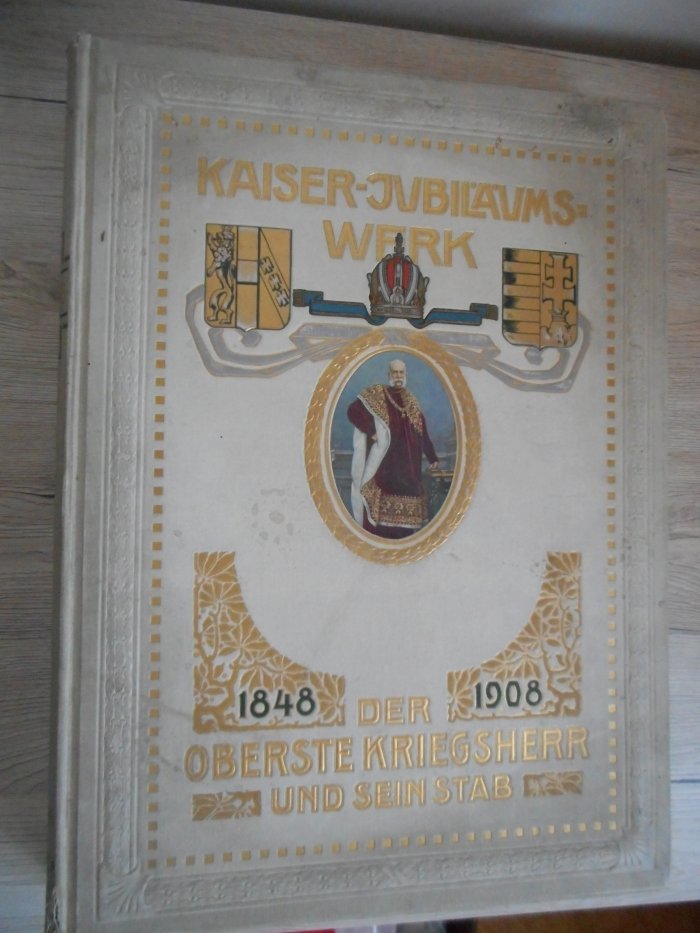 KAISER-JUBILÄUMS=
WERK
1848
1908
DER
OBERSTE KRIEGSHERR
UND SEIN STAB